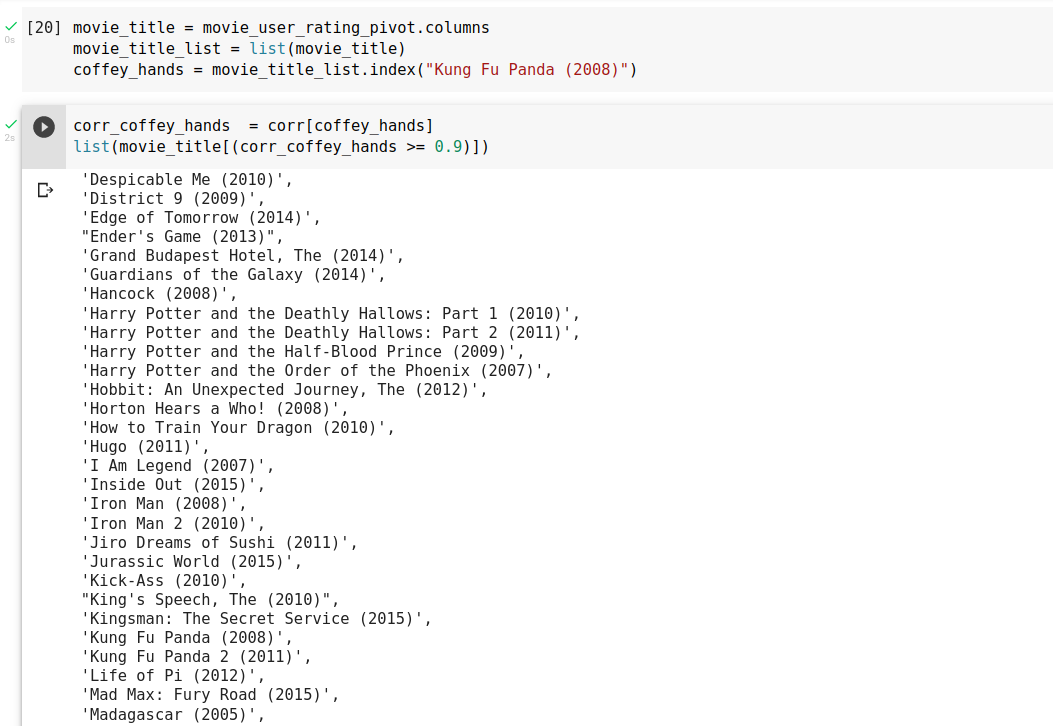 [20] movie_title = movie_user_rating_pivot.columns
movie_title_list = list(movie_title)
coffey_hands = movie_title_list.index("Kung Fu Panda (2008)")
0s
corr_coffey_hands  = corr[coffey_hands]
list(movie_title[(corr_coffey_hands >= 0.9)])
2s
'Despicable Me (2010)',
'District 9 (2009)',
'Edge of Tomorrow (2014)',
"Ender's Game (2013)",
'Grand Budapest Hotel, The (2014)',
'Guardians of the Galaxy (2014)',
'Hancock (2008)',
'Harry Potter and the Deathly Hallows: Part 1 (2010)',
'Harry Potter and the Deathly Hallows: Part 2 (2011)',
'Harry Potter and the Half-Blood Prince (2009)',
'Harry Potter and the Order of the Phoenix (2007)',
'Hobbit: An Unexpected Journey, The (2012)',
'Horton Hears a Who! (2008)',
'How to Train Your Dragon (2010)',
'Hugo (2011)',
'I Am Legend (2007)',
'Inside Out (2015)',
'Iron Man (2008)',
'Iron Man 2 (2010)',
'Jiro Dreams of Sushi (2011)',
'Jurassic World (2015)',
'Kick-Ass (2010)',
"King's Speech, The (2010)",
'Kingsman: The Secret Service (2015)',
'Kung Fu Panda (2008)',
'Kung Fu Panda 2 (2011)',
'Life of Pi (2012)',
'Mad Max: Fury Road (2015)',
'Madagascar (2005)',